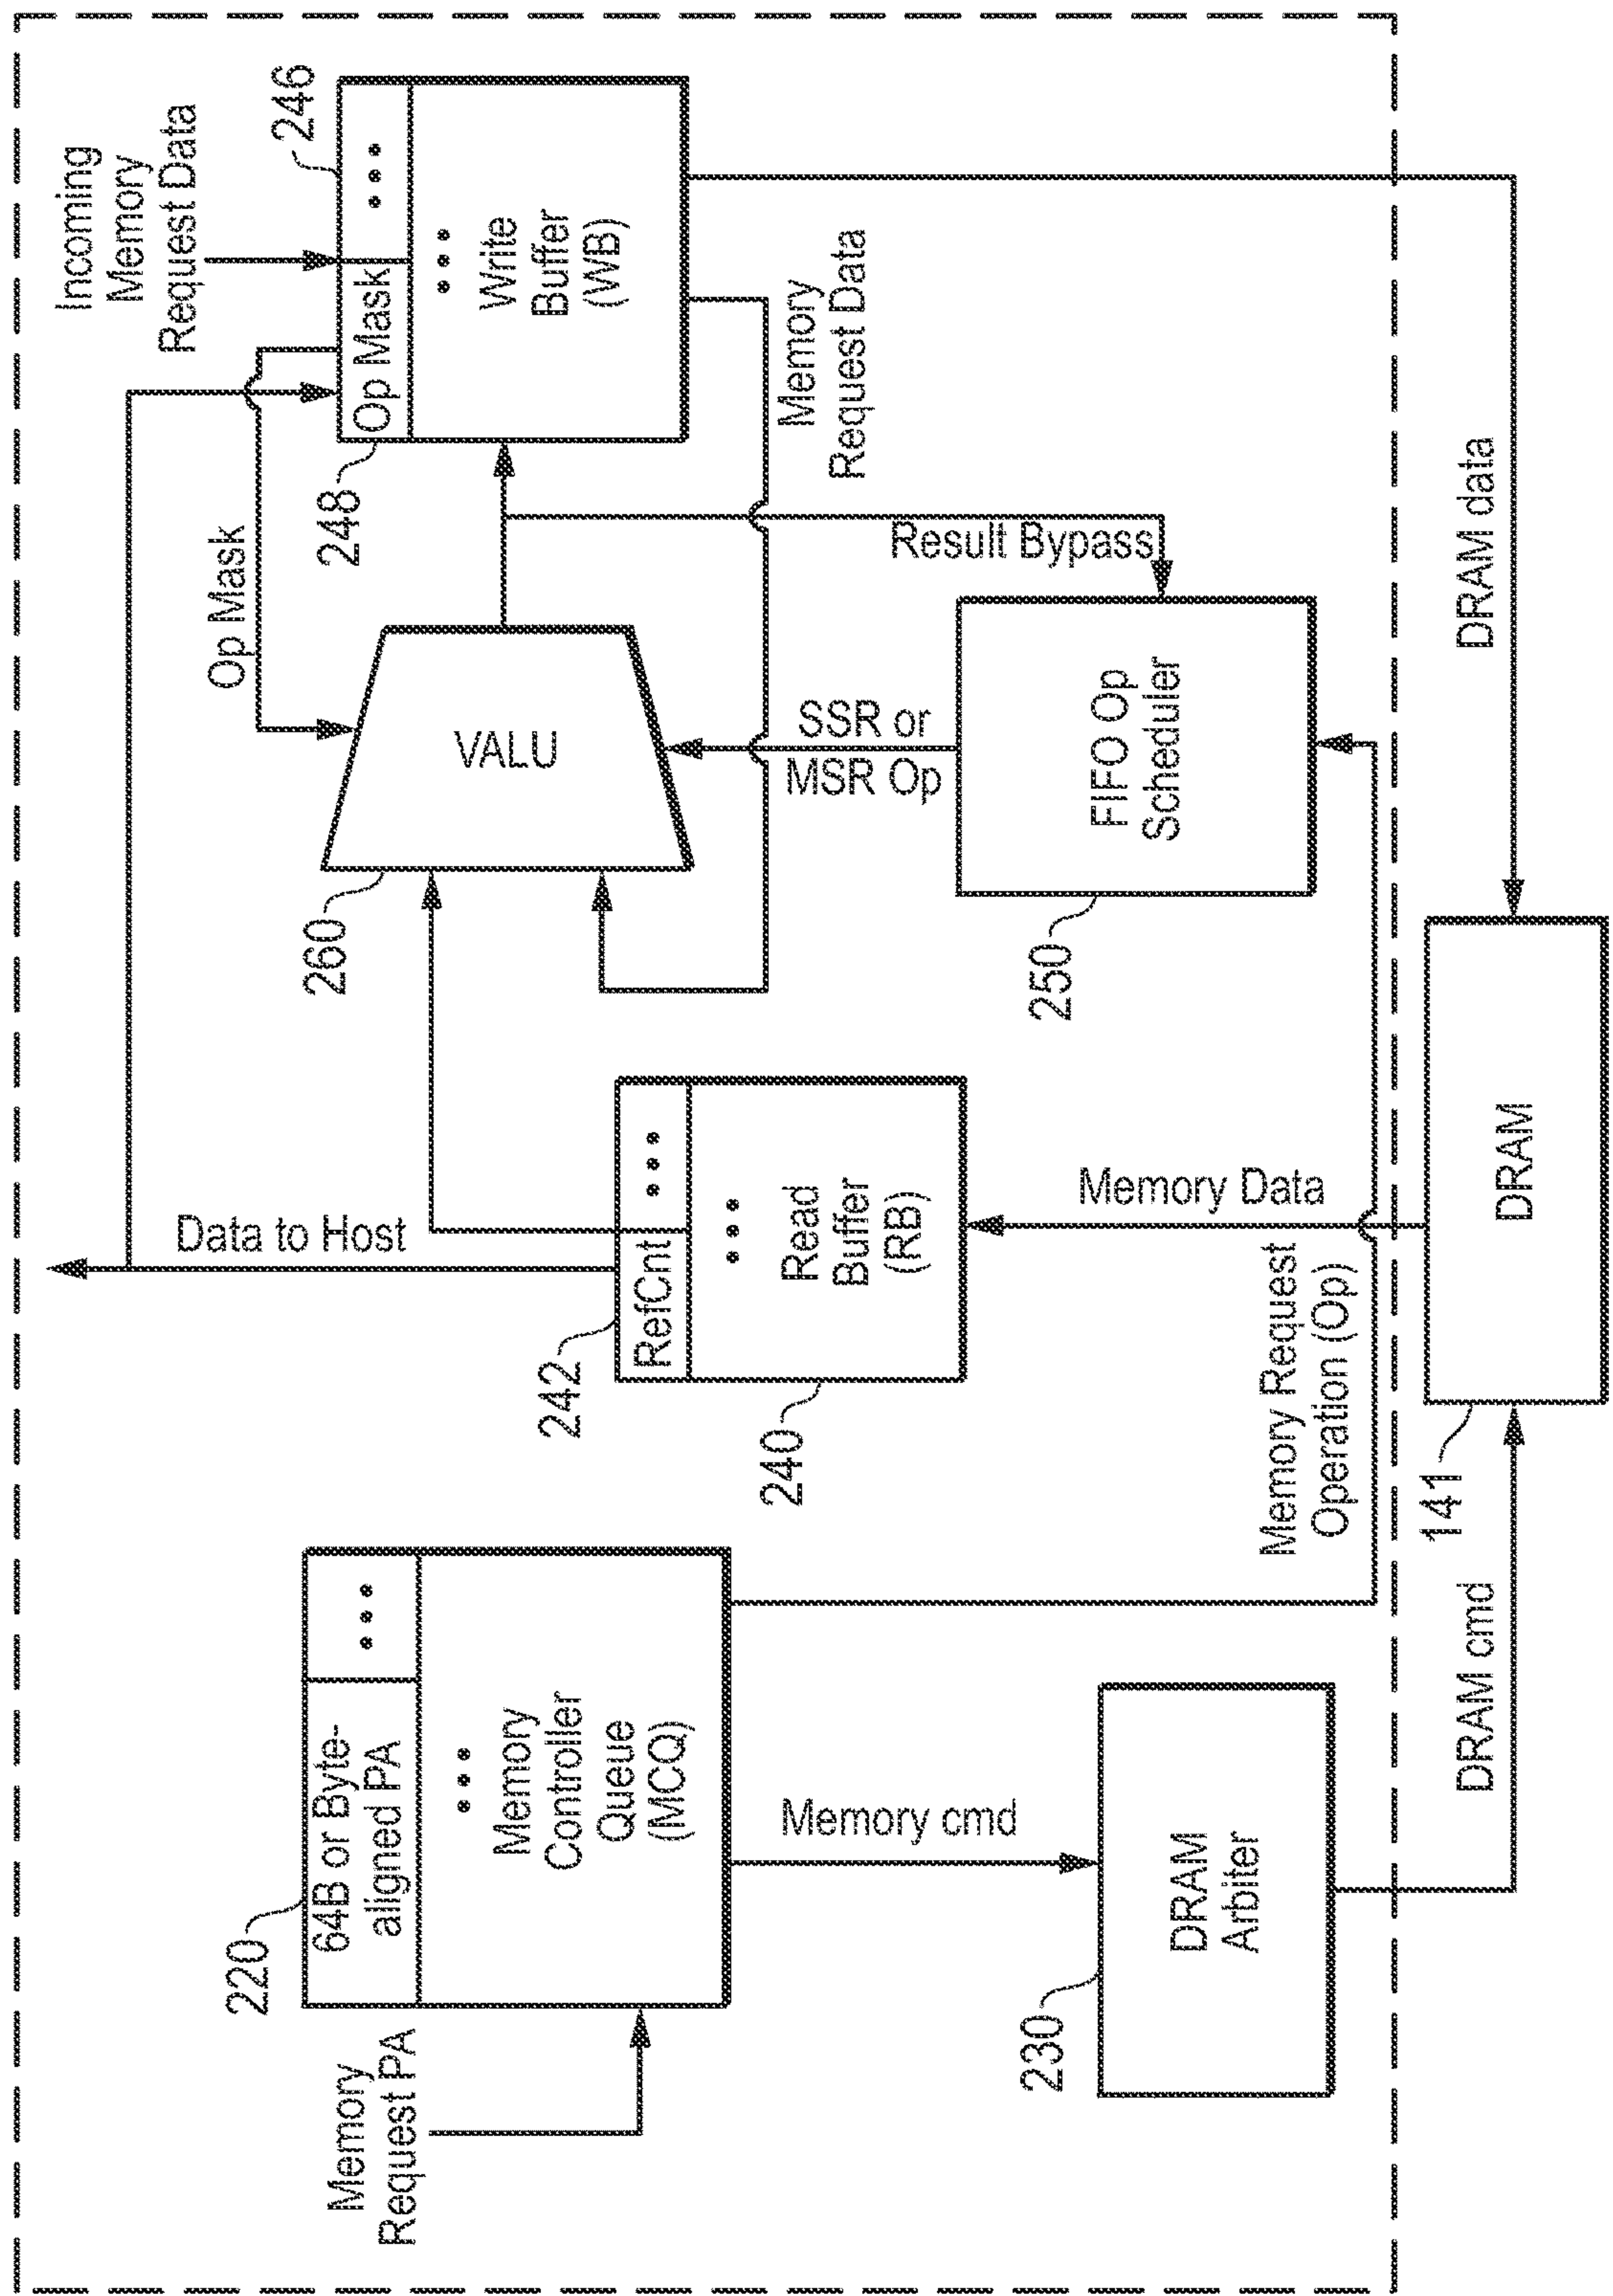 Memory
Request PA
220
64B or Byte-
aligned PA
•••
•••
Memory
Controller
Queue
(MCQ)
Memory cmd
230
DRAM
Arbiter
DRAM cmd
Memory Request
Operation (Op)
Data to Host
242
RefCnt
•••
•••
Read
Buffer
(RB)
240
Memory Data
141
DRAM
260
VALU
Op Mask
SSR or
MSR Op
250
FIFO Op
Scheduler
Result Bypass
Incoming
Memory
Request Data
246
248
Op Mask
•••
•••
Write
Buffer
(WB)
Memory
Request Data
DRAM data